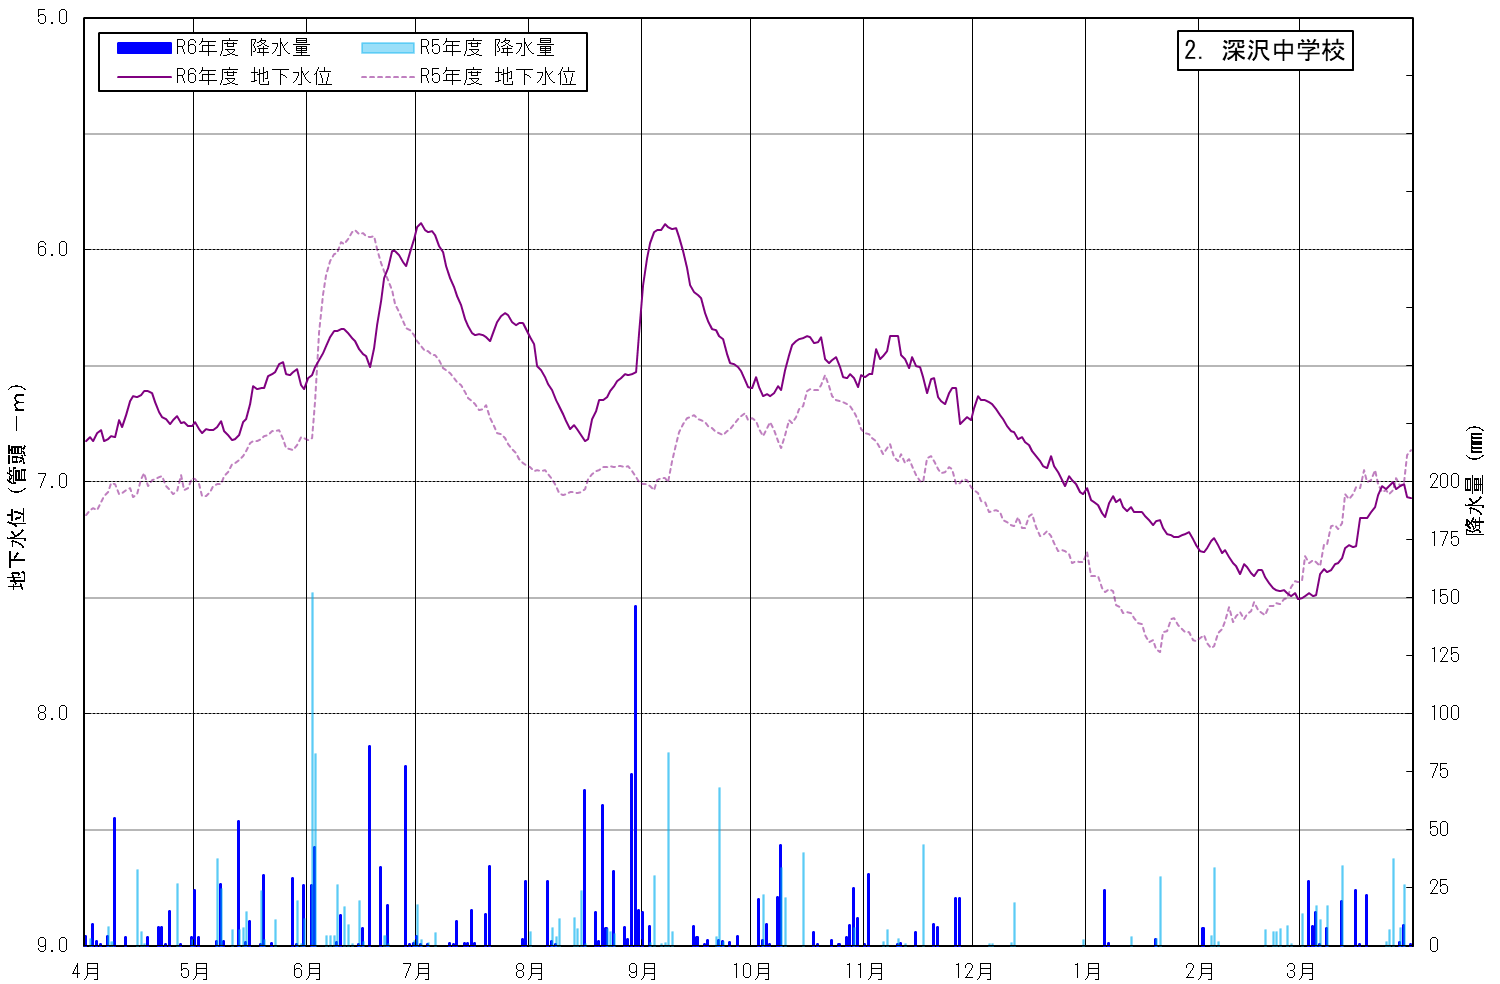 2. 深沢中学校
R6年度 降水量
R5年度 降水量
R6年度 地下水位
R5年度 地下水位
地下水位（管頭 －m）
5.0
6.0
7.0
8.0
9.0
降水量（mm）
200
175
150
125
100
75
50
25
0
4月 5月 6月 7月 8月 9月 10月 11月 12月 1月 2月 3月